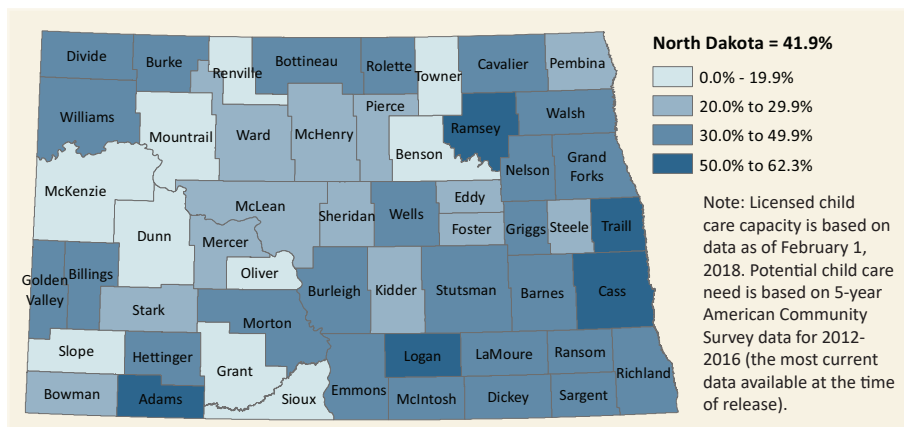 North Dakota = 41.9%
0.0% - 19.9%
20.0% to 29.9%
30.0% to 49.9%
50.0% to 62.3%
Note: Licensed child
care capacity is based on
data as of February 1,
2018. Potential child care
need is based on 5-year
American Community
Survey data for 2012-
2016 (the most current
data available at the time
of release).
Divide
Burke
Renville
Bottineau
Rolette
Towner
Cavalier
Pembina
Williams
Mountrail
Ward
McHenry
Pierce
Benson
Ramsey
Walsh
Nelson
Grand
Forks
McKenzie
Dunn
McLean
Mercer
Oliver
Sheridan
Wells
Eddy
Foster
Griggs
Steele
Traill
Golden
Valley
Billings
Stark
Morton
Burleigh
Kidder
Stutsman
Barnes
Cass
Slope
Hettinger
Grant
Sioux
Emmons
Logan
LaMoure
Ransom
Richland
Bowman
Adams
McIntosh
Dickey
Sargent